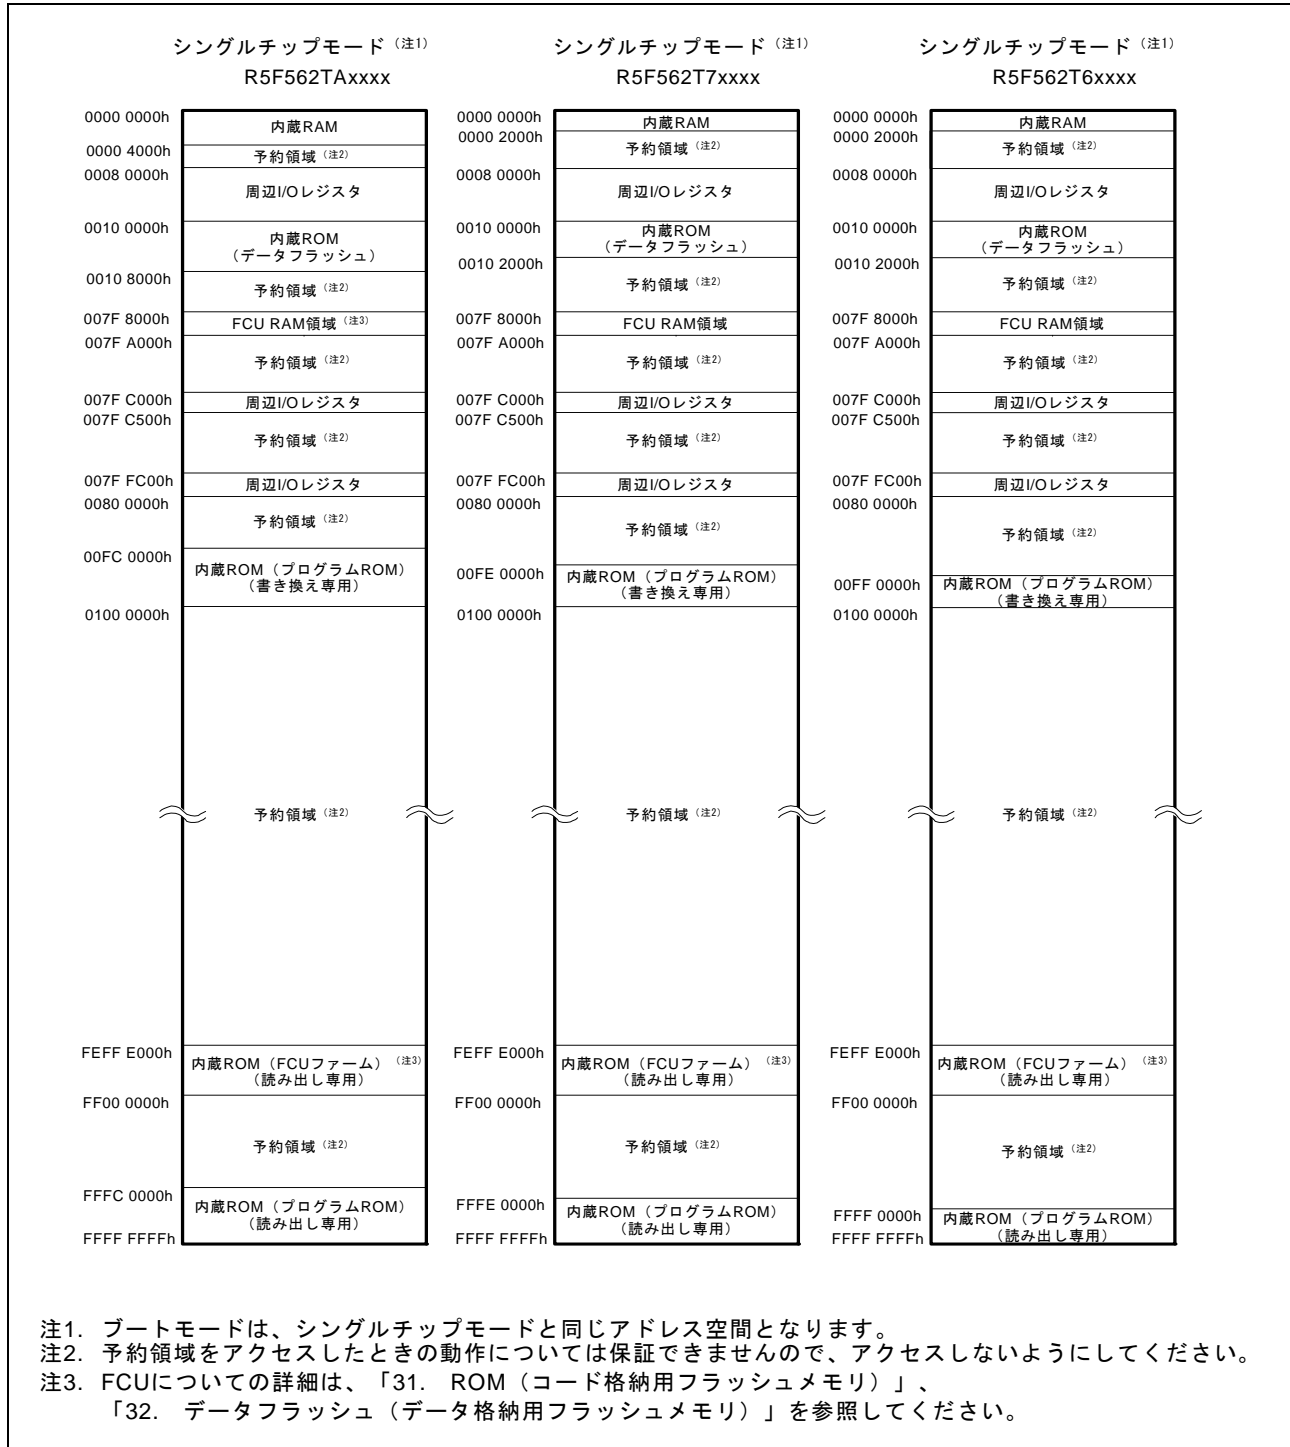 シングルチップモード（注1）
R5F562TAxxxx
0000 0000h
内蔵RAM
0000 4000h
予約領域（注2）
0008 0000h
周辺I/Oレジスタ
0010 0000h
内蔵ROM
（データフラッシュ）
0010 8000h
予約領域（注2）
007F 8000h
FCU RAM領域（注3）
007F A000h
予約領域（注2）
007F C000h
周辺I/Oレジスタ
007F C500h
予約領域（注2）
007F FC00h
周辺I/Oレジスタ
0080 0000h
予約領域（注2）
00FC 0000h
内蔵ROM（プログラムROM）
（書き換え専用）
0100 0000h
予約領域（注2）
FEFF E000h
内蔵ROM（FCUファーム）（注3）
（読み出し専用）
FF00 0000h
予約領域（注2）
FFFC 0000h
内蔵ROM（プログラムROM）
（読み出し専用）
FFFF FFFFh
シングルチップモード（注1）
R5F562T7xxxx
0000 0000h
内蔵RAM
0000 2000h
予約領域（注2）
0008 0000h
周辺I/Oレジスタ
0010 0000h
内蔵ROM
（データフラッシュ）
0010 2000h
予約領域（注2）
007F 8000h
FCU RAM領域
007F A000h
予約領域（注2）
007F C000h
周辺I/Oレジスタ
007F C500h
予約領域（注2）
007F FC00h
周辺I/Oレジスタ
0080 0000h
予約領域（注2）
00FE 0000h
内蔵ROM（プログラムROM）
（書き換え専用）
0100 0000h
予約領域（注2）
FEFF E000h
内蔵ROM（FCUファーム）（注3）
（読み出し専用）
FF00 0000h
予約領域（注2）
FFFE 0000h
内蔵ROM（プログラムROM）
（読み出し専用）
FFFF FFFFh
シングルチップモード（注1）
R5F562T6xxxx
0000 0000h
内蔵RAM
0000 2000h
予約領域（注2）
0008 0000h
周辺I/Oレジスタ
0010 0000h
内蔵ROM
（データフラッシュ）
0010 2000h
予約領域（注2）
007F 8000h
FCU RAM領域
007F A000h
予約領域（注2）
007F C000h
周辺I/Oレジスタ
007F C500h
予約領域（注2）
007F FC00h
周辺I/Oレジスタ
0080 0000h
予約領域（注2）
00FF 0000h
内蔵ROM（プログラムROM）
（書き換え専用）
0100 0000h
予約領域（注2）
FEFF E000h
内蔵ROM（FCUファーム）（注3）
（読み出し専用）
FF00 0000h
予約領域（注2）
FFFF 0000h
内蔵ROM（プログラムROM）
（読み出し専用）
FFFF FFFFh
注1. ブートモードは、シングルチップモードと同じアドレス空間となります。
注2. 予約領域をアクセスしたときの動作については保証できませんので、アクセスしないようにしてください。
注3. FCUについての詳細は、「31. ROM（コード格納用フラッシュメモリ）」、
「32. データフラッシュ（データ格納用フラッシュメモリ）」を参照してください。